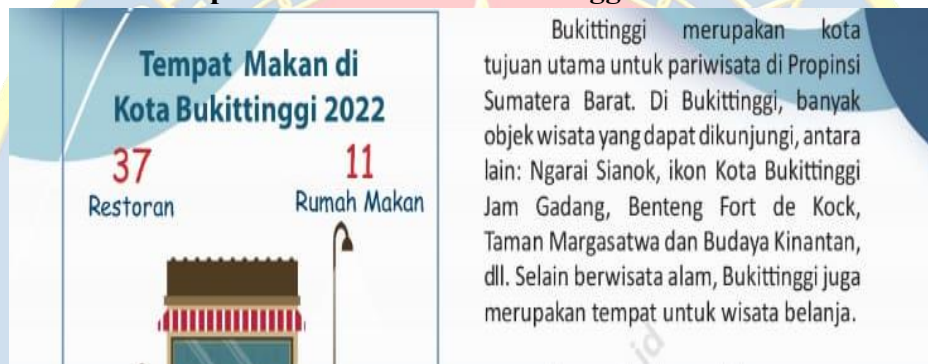 Tempat Makan di
Kota Bukittinggi 2022
37
Restoran
11
Rumah Makan
Bukittinggi merupakan kota
tujuan utama untuk pariwisata di Propinsi
Sumatera Barat. Di Bukittinggi, banyak
objek wisata yang dapat dikunjungi, antara
lain: Ngarai Sianok, ikon Kota Bukittinggi
Jam Gadang, Benteng Fort de Kock,
Taman Margasatwa dan Budaya Kinantan,
dll. Selain berwisata alam, Bukittinggi juga
merupakan tempat untuk wisata belanja.
id